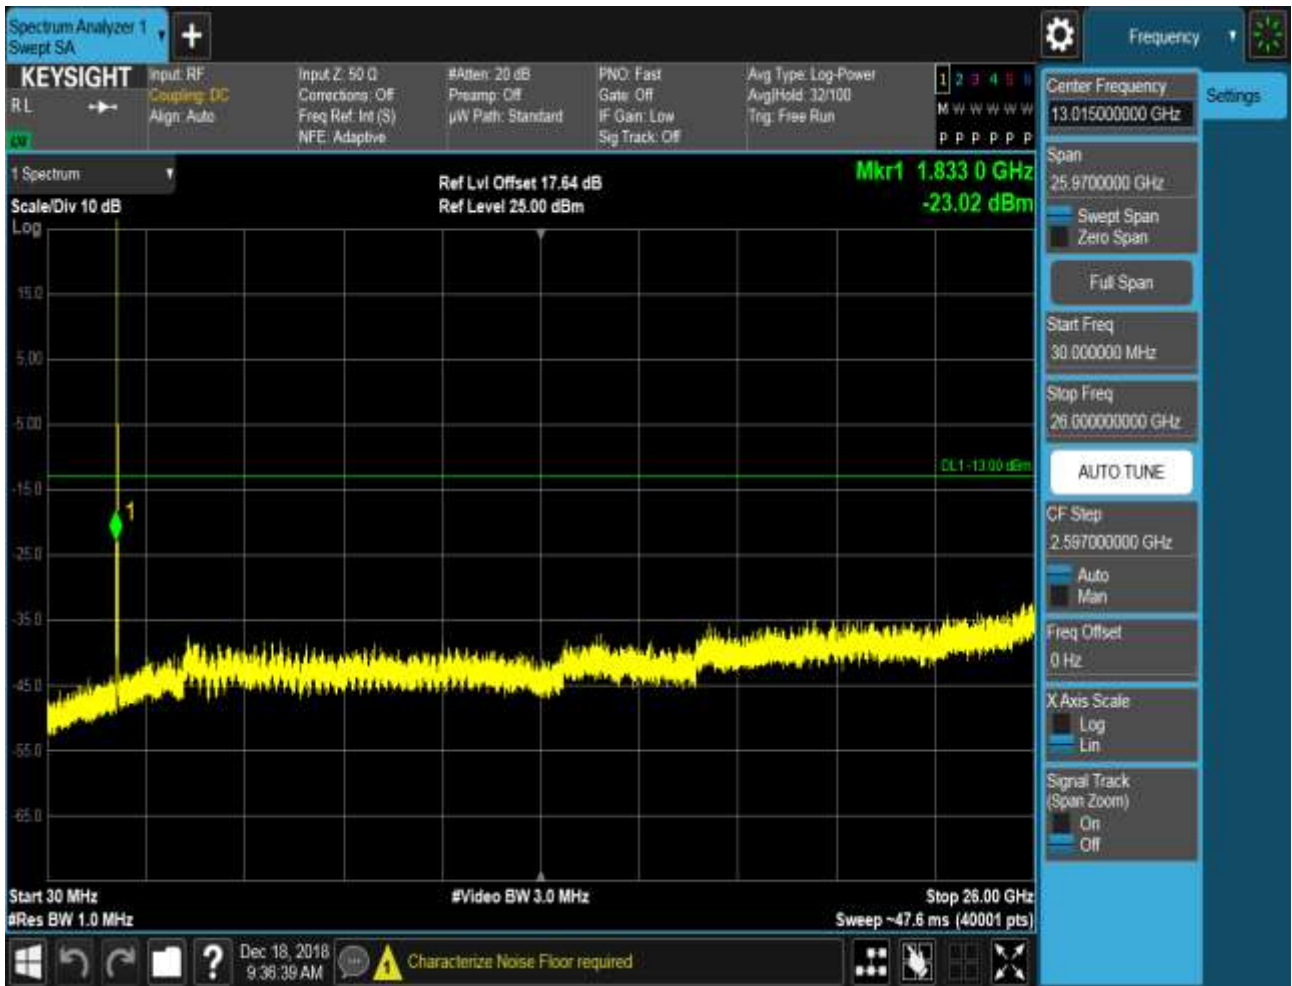 Spectrum Analyzer 1
Swept SA
+
Frequency
KEYSIGHT
RL
Input: RF
Coupling: DC
Align: Auto
Input Z: 50 Ω
Corrections: Off
Freq Ref: Int (S)
NFE: Adaptive
#Atten: 20 dB
Preamp: Off
µW Path: Standard
PNO: Fast
Gate: Off
IF Gain: Low
Sig Track: Off
Avg Type: Log-Power
Avg|Hold: 32/100
Trig: Free Run
1 2 3 4 5 6
M W W W W W
P P P P P P
1 Spectrum
Scale/Div 10 dB
Log
Ref Lvl Offset 17.64 dB
Ref Level 25.00 dBm
Mkr1 1.833 0 GHz
-23.02 dBm
15.0
5.00
-5.00
-15.0
-25.0
-35.0
-45.0
-55.0
-65.0
DL1 -13.00 dBm
1
Start 30 MHz
#Res BW 1.0 MHz
#Video BW 3.0 MHz
Stop 26.00 GHz
Sweep ~47.6 ms (40001 pts)
Center Frequency
13.015000000 GHz
Settings
Span
25.9700000 GHz
Swept Span
Zero Span
Full Span
Start Freq
30.000000 MHz
Stop Freq
26.000000000 GHz
AUTO TUNE
CF Step
2.597000000 GHz
Auto
Man
Freq Offset
0 Hz
X Axis Scale
Log
Lin
Signal Track
(Span Zoom)
On
Off
?
Dec 18, 2018
9:36:39 AM
1
Characterize Noise Floor required